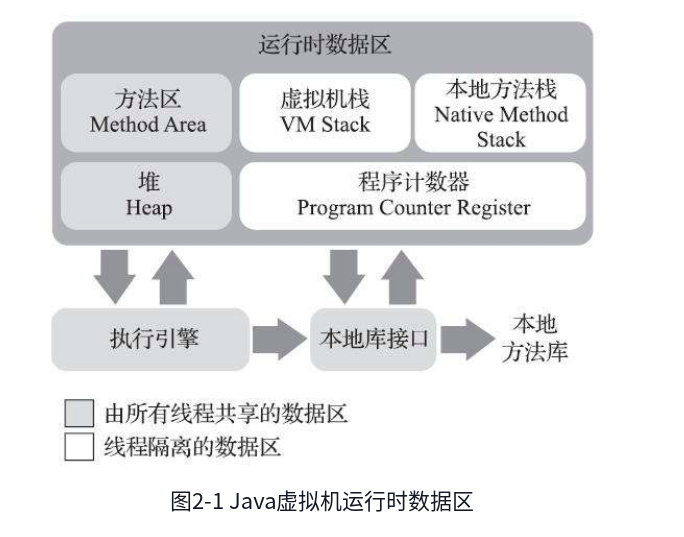 运行时数据区
方法区
Method Area
虚拟机栈
VM Stack
本地方法栈
Native Method
Stack
堆
Heap
程序计数器
Program Counter Register
执行引擎
本地库接口
本地
方法库
由所有线程共享的数据区
线程隔离的数据区
图2-1 Java虚拟机运行时数据区